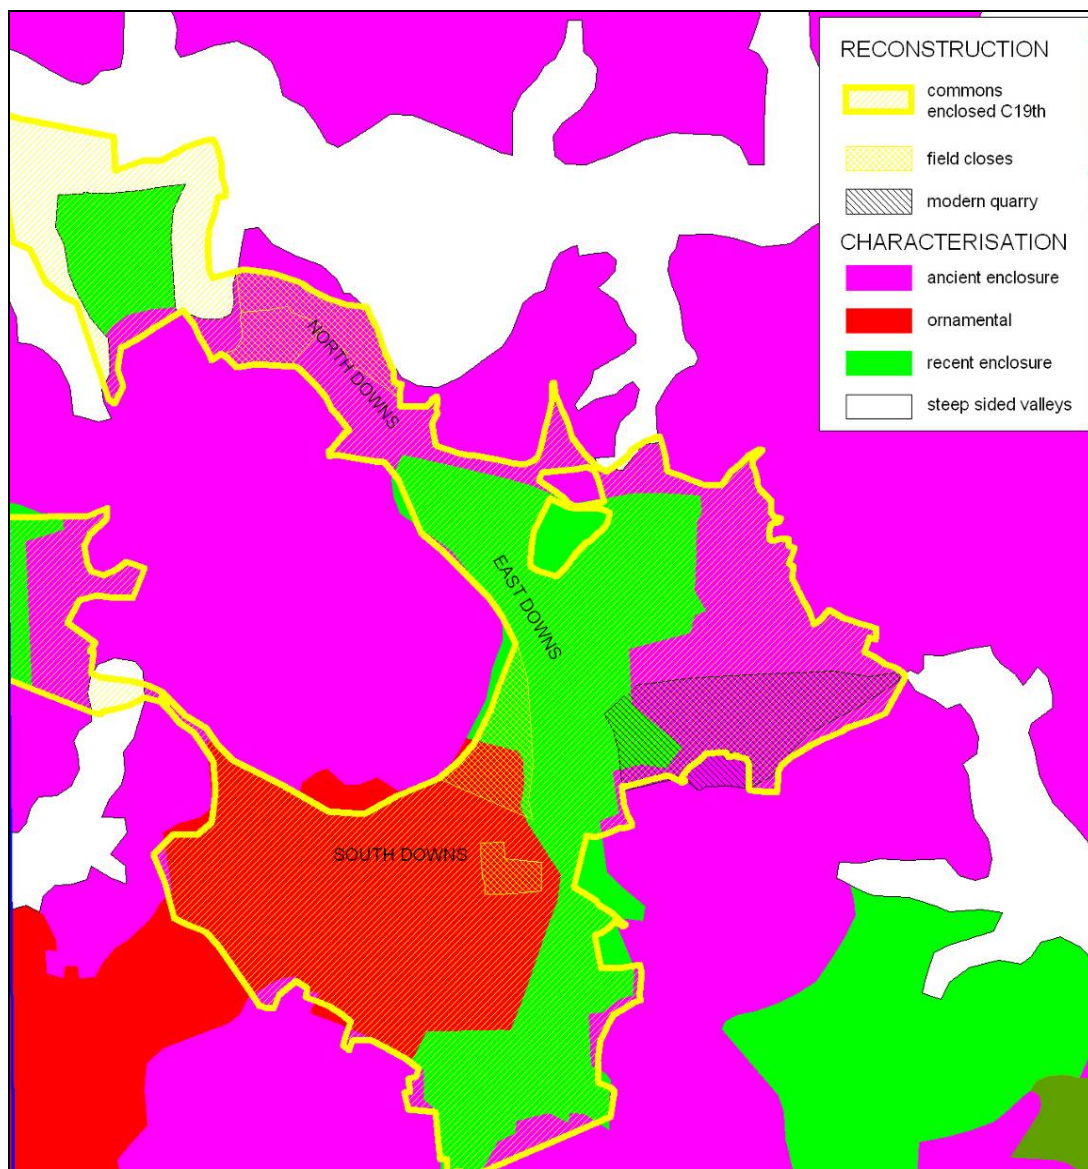 RECONSTRUCTION
commons
enclosed C19th
field closes
modern quarry
CHARACTERISATION
ancient enclosure
ornamental
recent enclosure
steep sided valleys
NORTH DOWNS
EAST DOWNS
SOUTH DOWNS